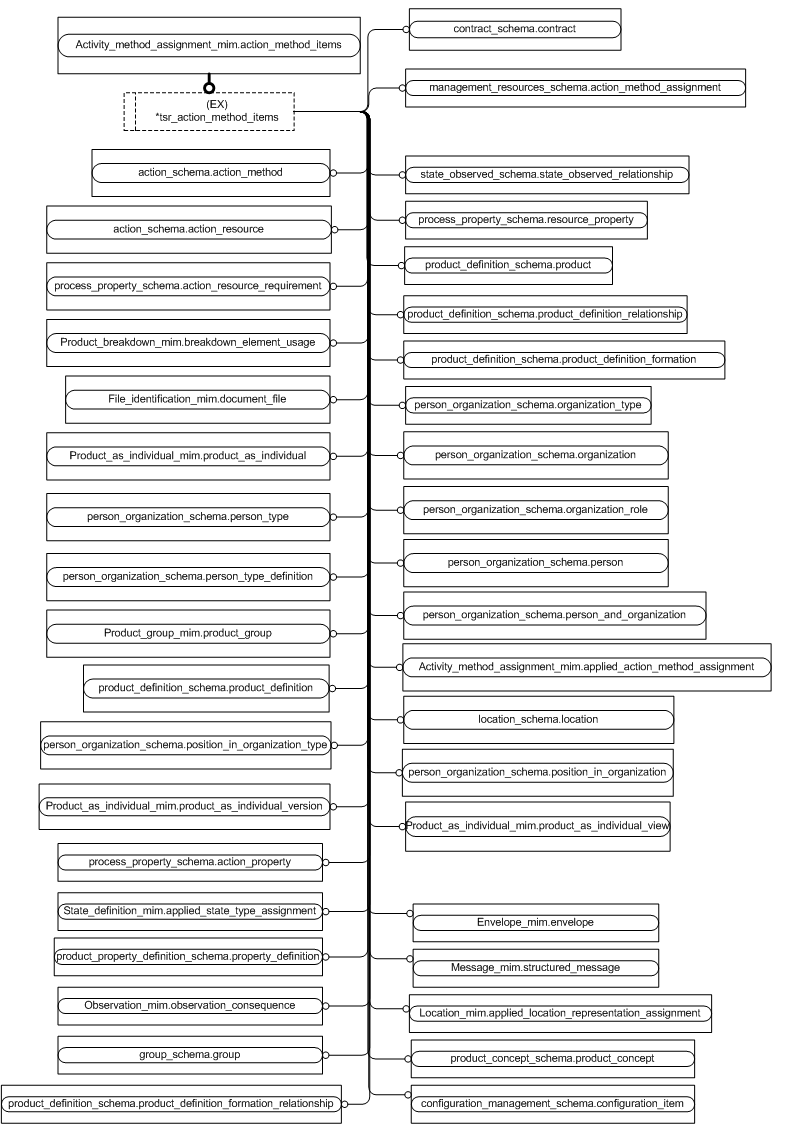 Activity_method_assignment_mim.action_method_items
(EX)
*tsr_action_method_items
action_schema.action_method
action_schema.action_resource
process_property_schema.action_resource_requirement
Product_breakdown_mim.breakdown_element_usage
File_identification_mim.document_file
Product_as_individual_mim.product_as_individual
person_organization_schema.person_type
person_organization_schema.person_type_definition
Product_group_mim.product_group
product_definition_schema.product_definition
person_organization_schema.position_in_organization_type
Product_as_individual_mim.product_as_individual_version
process_property_schema.action_property
State_definition_mim.applied_state_type_assignment
product_property_definition_schema.property_definition
Observation_mim.observation_consequence
group_schema.group
product_definition_schema.product_definition_formation_relationship
contract_schema.contract
management_resources_schema.action_method_assignment
state_observed_schema.state_observed_relationship
process_property_schema.resource_property
product_definition_schema.product
product_definition_schema.product_definition_relationship
product_definition_schema.product_definition_formation
person_organization_schema.organization_type
person_organization_schema.organization
person_organization_schema.organization_role
person_organization_schema.person
person_organization_schema.person_and_organization
Activity_method_assignment_mim.applied_action_method_assignment
location_schema.location
person_organization_schema.position_in_organization
Product_as_individual_mim.product_as_individual_view
Envelope_mim.envelope
Message_mim.structured_message
Location_mim.applied_location_representation_assignment
product_concept_schema.product_concept
configuration_management_schema.configuration_item